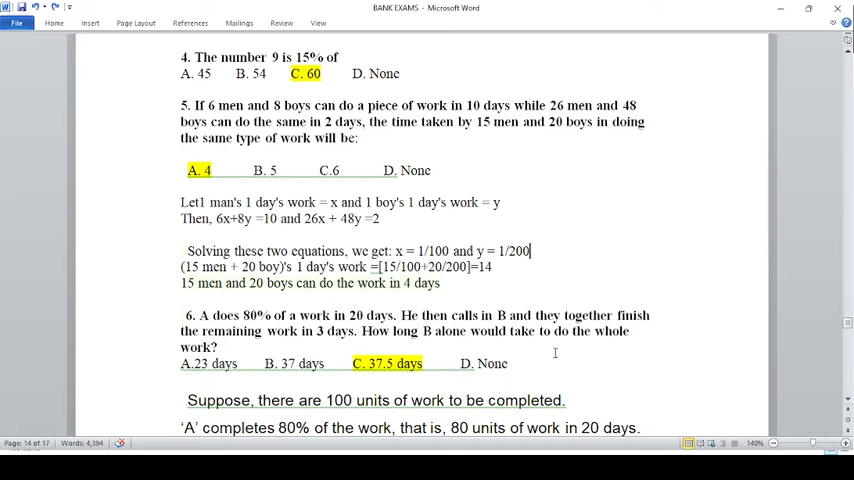 BANK EXAMS - Microsoft Word
File Home Insert Page Layout References Mailings Review View
4. The number 9 is 15% of
A. 45 B. 54 C. 60 D. None
5. If 6 men and 8 boys can do a piece of work in 10 days while 26 men and 48
boys can do the same in 2 days, the time taken by 15 men and 20 boys in doing
the same type of work will be:
A. 4 B. 5 C.6 D. None
Let1 man's 1 day's work = x and 1 boy's 1 day's work = y
Then, 6x+8y =10 and 26x + 48y =2
Solving these two equations, we get: x = 1/100 and y = 1/200
(15 men + 20 boy)'s 1 day's work =[15/100+20/200]=14
15 men and 20 boys can do the work in 4 days
6. A does 80% of a work in 20 days. He then calls in B and they together finish
the remaining work in 3 days. How long B alone would take to do the whole
work?
A.23 days B. 37 days C. 37.5 days D. None
Suppose, there are 100 units of work to be completed.
‘A’ completes 80% of the work, that is, 80 units of work in 20 days.
Page: 14 of 17 Words: 4,394 140%